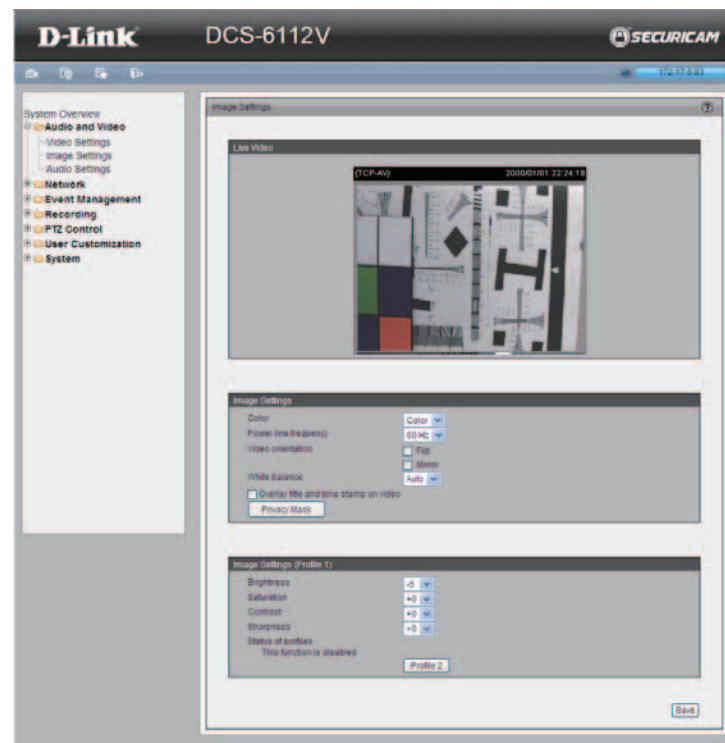 D-Link
DCS-6112V
SECURICAM
System Overview
Audio and Video
Video Settings
Image Settings
Audio Settings
Network
Event Management
Recording
PTZ Control
User Customization
System
Image Settings
Live Video
(TCP-AV) 2000/01/01 22:24:18
Image Settings
Color Color
Power line frequency 60 Hz
Video orientation Flip
Mirror
White balance Auto
Overlay title and time stamp on video
Privacy Mask
Image Settings (Profile 1)
Brightness -5
Saturation +0
Contrast +0
Sharpness +0
Status of profiles
This function is disabled
Profile 2
Save